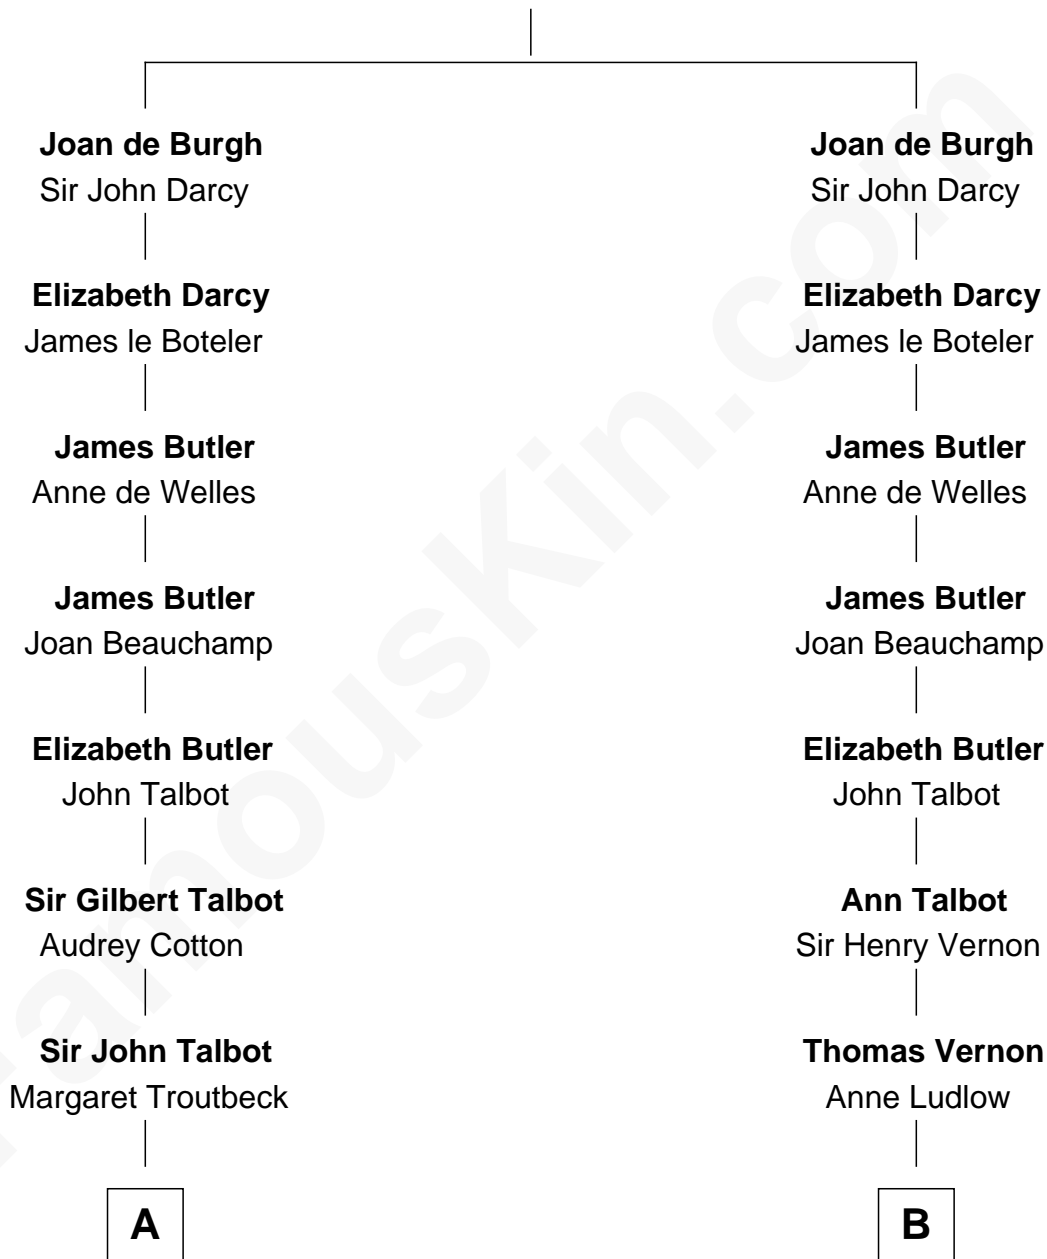 Joan de Burgh
Sir John Darcy
Elizabeth Darcy
James le Boteler
James Butler
Anne de Welles
James Butler
Joan Beauchamp
Elizabeth Butler
John Talbot
Sir Gilbert Talbot
Audrey Cotton
Sir John Talbot
Margaret Troutbeck
A
Joan de Burgh
Sir John Darcy
Elizabeth Darcy
James le Boteler
James Butler
Anne de Welles
James Butler
Joan Beauchamp
Elizabeth Butler
John Talbot
Ann Talbot
Sir Henry Vernon
Thomas Vernon
Anne Ludlow
B
FamousKin.com